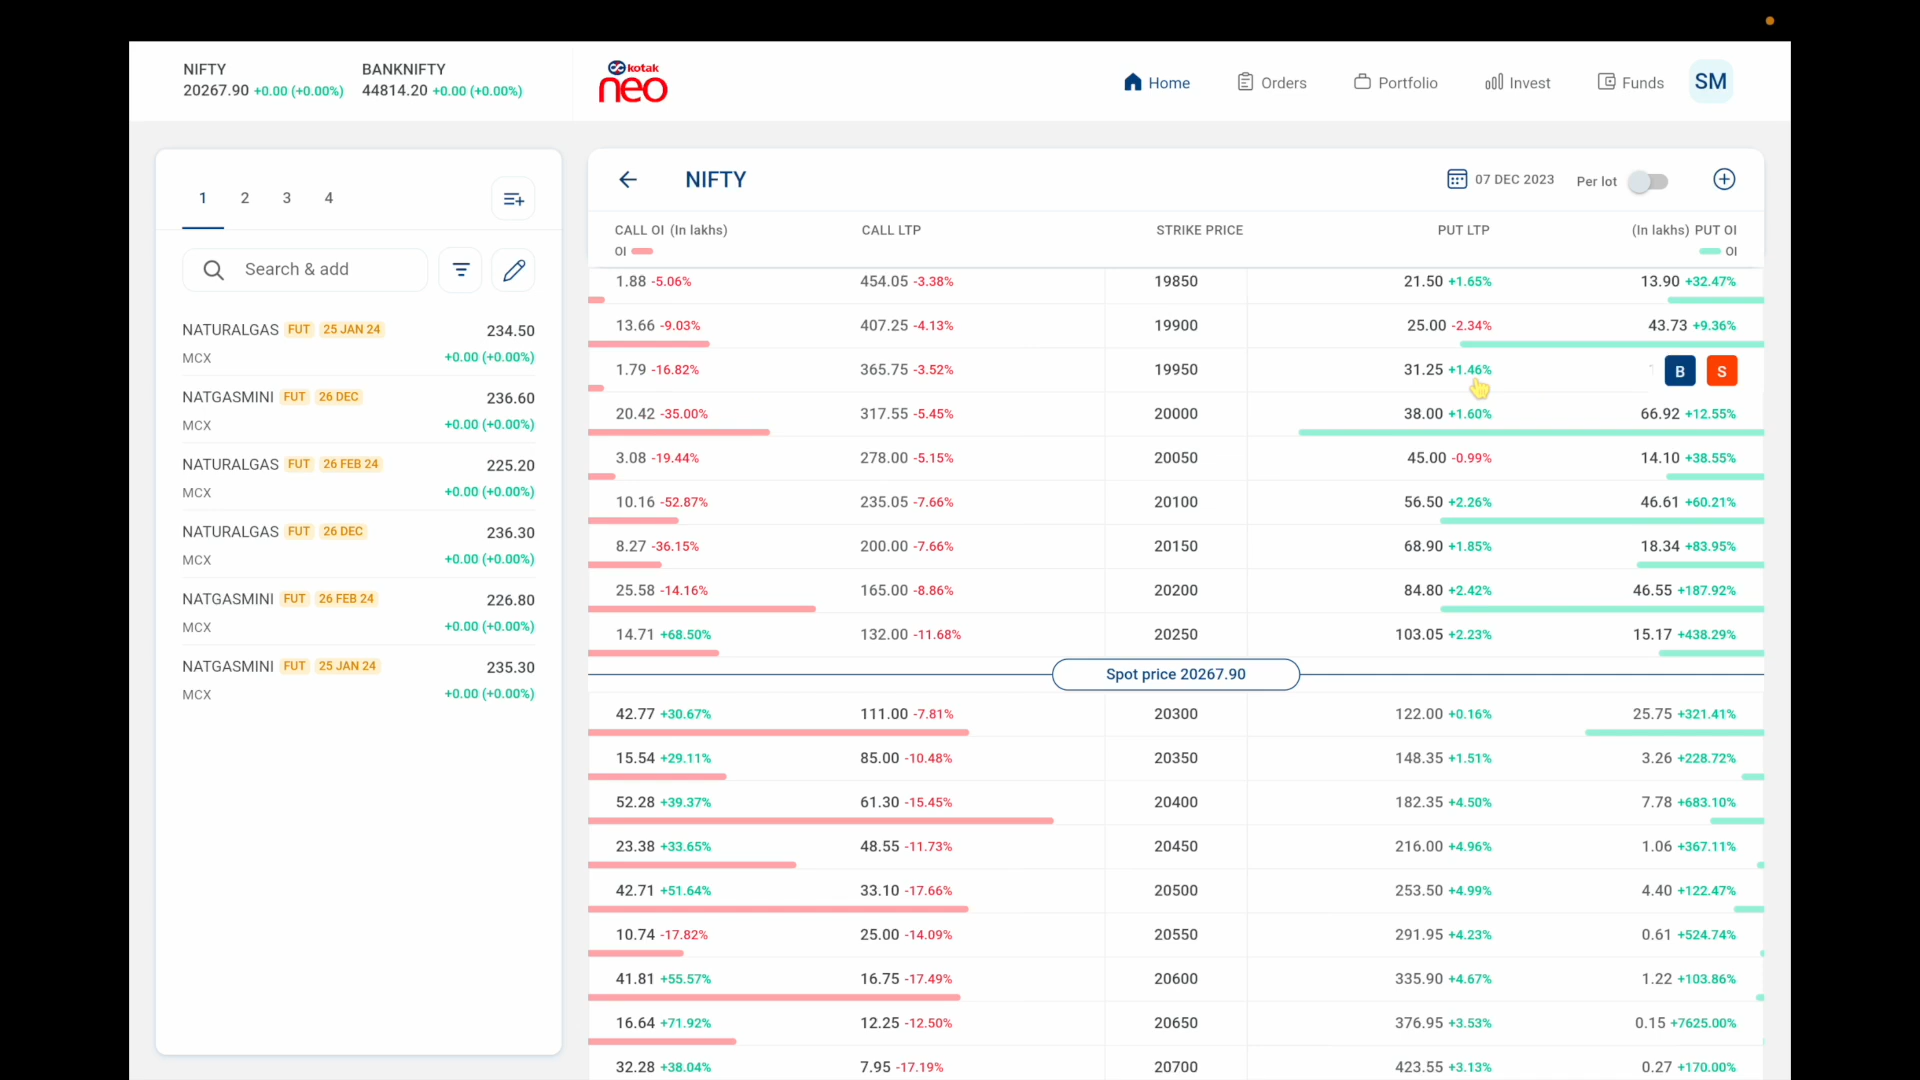 NIFTY
20267.90 +0.00 (+0.00%)
BANKNIFTY
44814.20 +0.00 (+0.00%)
kotak
neo
Home
Orders
Portfolio
Invest
Funds
SM
1 2 3 4
Search & add
NATURALGAS FUT 25 JAN 24 234.50
MCX +0.00 (+0.00%)
NATGASMINI FUT 26 DEC 236.60
MCX +0.00 (+0.00%)
NATURALGAS FUT 26 FEB 24 225.20
MCX +0.00 (+0.00%)
NATURALGAS FUT 26 DEC 236.30
MCX +0.00 (+0.00%)
NATGASMINI FUT 26 FEB 24 226.80
MCX +0.00 (+0.00%)
NATGASMINI FUT 25 JAN 24 235.30
MCX +0.00 (+0.00%)
NIFTY
07 DEC 2023
Per lot
CALL OI (In lakhs) CALL LTP STRIKE PRICE PUT LTP (In lakhs) PUT OI
OI OI
1.88 -5.06% 454.05 -3.38% 19850 21.50 +1.65% 13.90 +32.47%
13.66 -9.03% 407.25 -4.13% 19900 25.00 -2.34% 43.73 +9.36%
1.79 -16.82% 365.75 -3.52% 19950 31.25 +1.46% B S
20.42 -35.00% 317.55 -5.45% 20000 38.00 +1.60% 66.92 +12.55%
3.08 -19.44% 278.00 -5.15% 20050 45.00 -0.99% 14.10 +38.55%
10.16 -52.87% 235.05 -7.66% 20100 56.50 +2.26% 46.61 +60.21%
8.27 -36.15% 200.00 -7.66% 20150 68.90 +1.85% 18.34 +83.95%
25.58 -14.16% 165.00 -8.86% 20200 84.80 +2.42% 46.55 +187.92%
14.71 +68.50% 132.00 -11.68% 20250 103.05 +2.23% 15.17 +438.29%
Spot price 20267.90
42.77 +30.67% 111.00 -7.81% 20300 122.00 +0.16% 25.75 +321.41%
15.54 +29.11% 85.00 -10.48% 20350 148.35 +1.51% 3.26 +228.72%
52.28 +39.37% 61.30 -15.45% 20400 182.35 +4.50% 7.78 +683.10%
23.38 +33.65% 48.55 -11.73% 20450 216.00 +4.96% 1.06 +367.11%
42.71 +51.64% 33.10 -17.66% 20500 253.50 +4.99% 4.40 +122.47%
10.74 -17.82% 25.00 -14.09% 20550 291.95 +4.23% 0.61 +524.74%
41.81 +55.57% 16.75 -17.49% 20600 335.90 +4.67% 1.22 +103.86%
16.64 +71.92% 12.25 -12.50% 20650 376.95 +3.53% 0.15 +7625.00%
32.28 +38.04% 7.95 -17.19% 20700 423.55 +3.13% 0.27 +170.00%